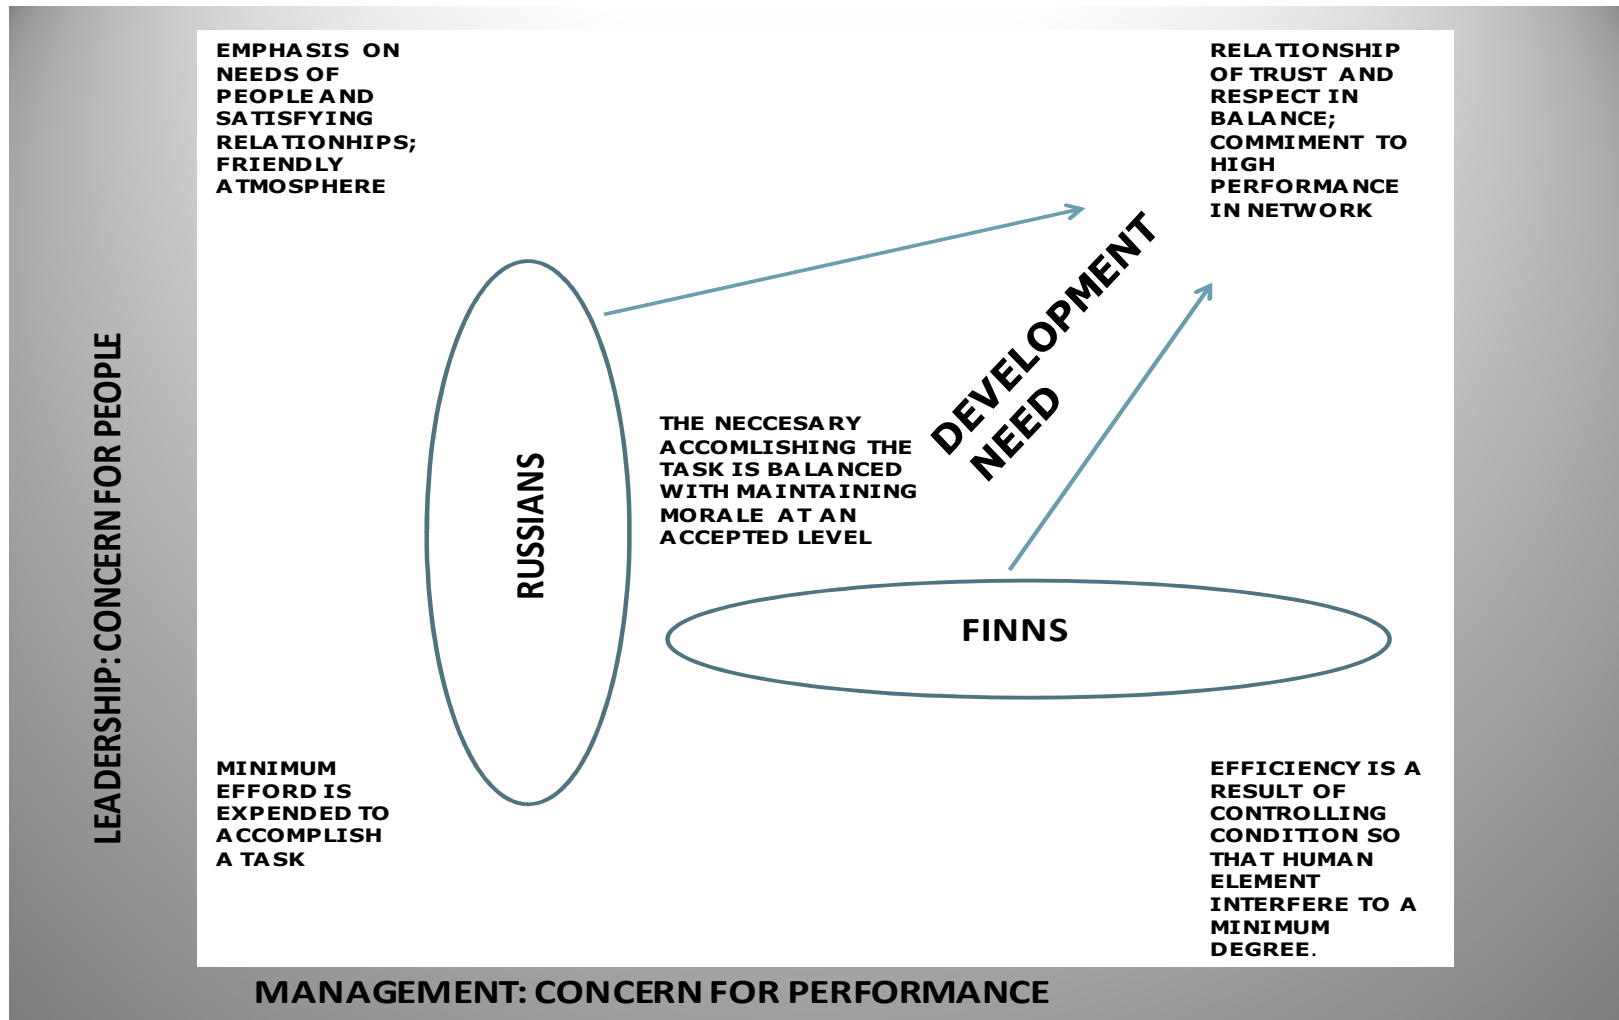 EMPHASIS ON
NEEDS OF
PEOPLE AND
SATISFYING
RELATIONHIPS;
FRIENDLY
ATMOSPHERE
RELATIONSHIP
OF TRUST AND
RESPECT IN
BALANCE;
COMMIMENT TO
HIGH
PERFORMANCE
IN NETWORK
DEVELOPMENT
NEED
LEADERSHIP: CONCERN FOR PEOPLE
RUSSIANS
THE NECCESARY
ACCOMLISHING THE
TASK IS BALANCED
WITH MAINTAINING
MORALE AT AN
ACCEPTED LEVEL
FINNS
MINIMUM
EFFORD IS
EXPENDED TO
ACCOMPLISH
A TASK
EFFICIENCY IS A
RESULT OF
CONTROLLING
CONDITION SO
THAT HUMAN
ELEMENT
INTERFERE TO A
MINIMUM
DEGREE.
MANAGEMENT: CONCERN FOR PERFORMANCE